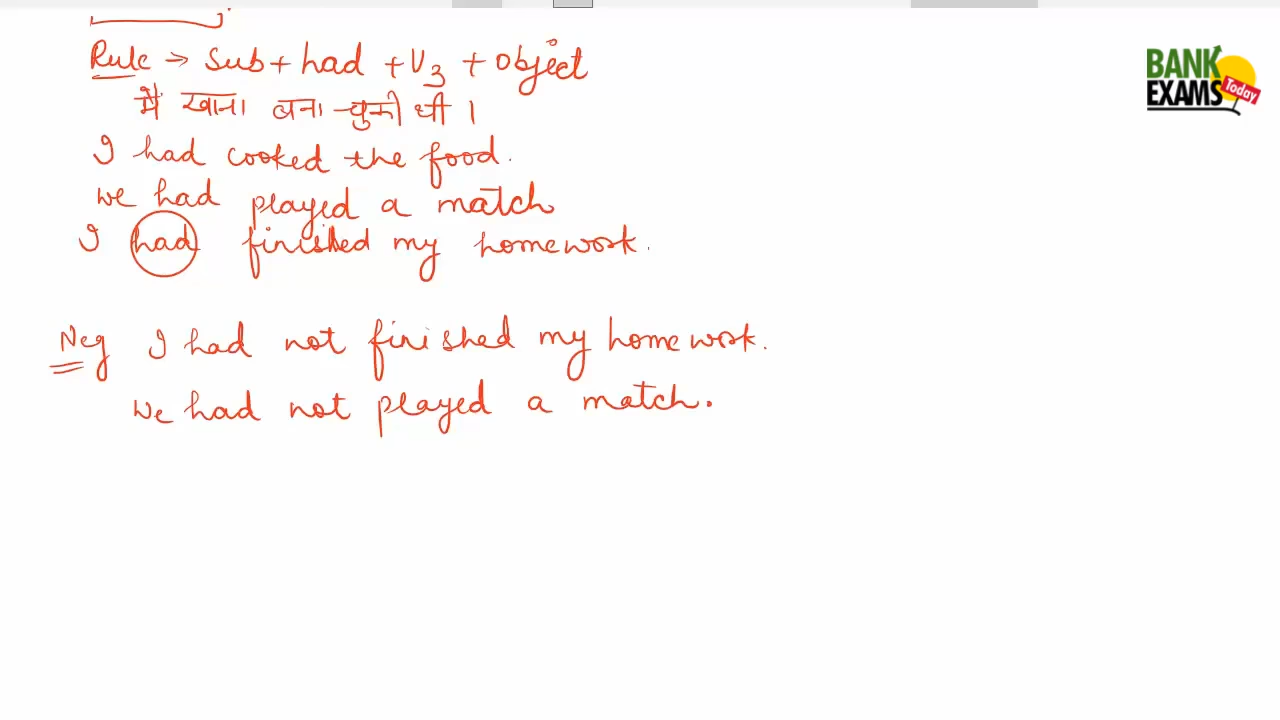 Rule → Sub + had + V3 + object
मैं खाना बना चुकी थी ।
I had cooked the food.
we had played a match
I had finished my homework.
Neg I had not finished my homework.
we had not played a match.
BANK
EXAMS Today